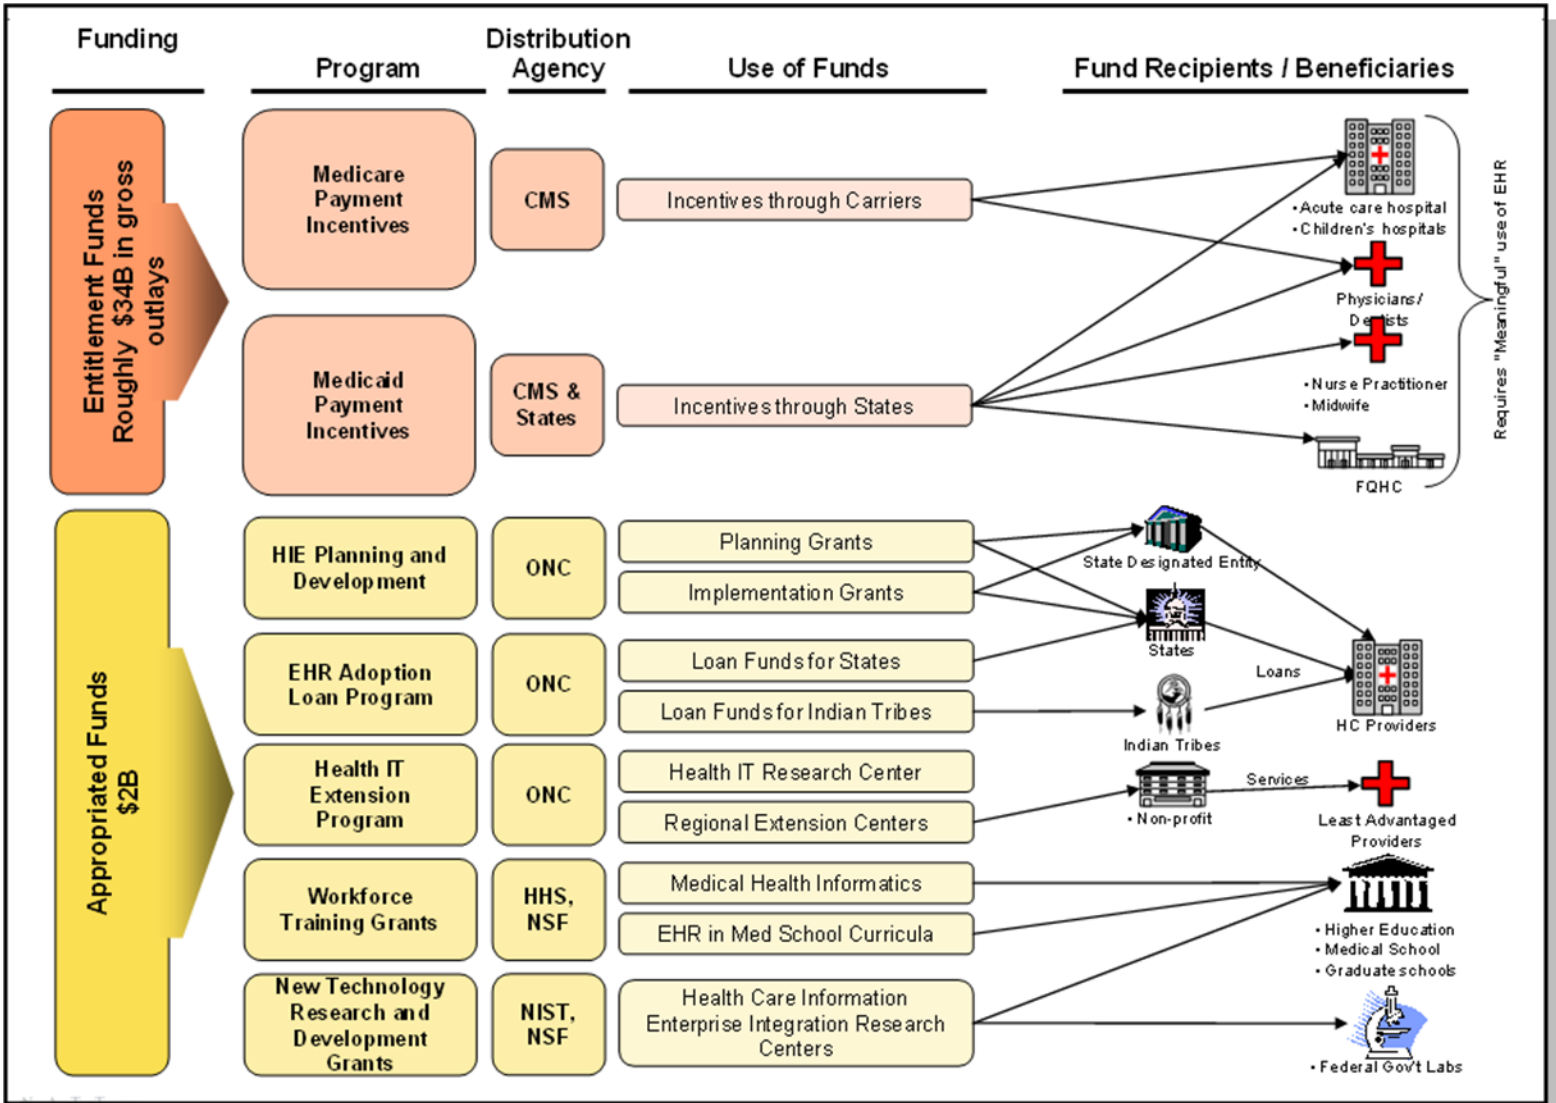 Funding
Program
Distribution
Agency
Use of Funds
Fund Recipients / Beneficiaries
Entitlement Funds
Roughly $34B in gross
outlays
Medicare
Payment
Incentives
CMS
Incentives through Carriers
• Acute care hospital
• Children's hospitals
Physicians/
Dentists
Medicaid
Payment
Incentives
CMS &
States
Incentives through States
• Nurse Practitioner
• Midwife
FQHC
Requires "Meaningful" use of EHR
Appropriated Funds
$2B
HIE Planning and
Development
ONC
Planning Grants
Implementation Grants
State Designated Entity
States
EHR Adoption
Loan Program
ONC
Loan Funds for States
Loan Funds for Indian Tribes
Loans
Indian Tribes
HC Providers
Health IT
Extension
Program
ONC
Health IT Research Center
Regional Extension Centers
• Non-profit
Services
Least Advantaged
Providers
Workforce
Training Grants
HHS,
NSF
Medical Health Informatics
EHR in Med School Curricula
• Higher Education
• Medical School
• Graduate schools
New Technology
Research and
Development
Grants
NIST,
NSF
Health Care Information
Enterprise Integration Research
Centers
• Federal Gov't Labs